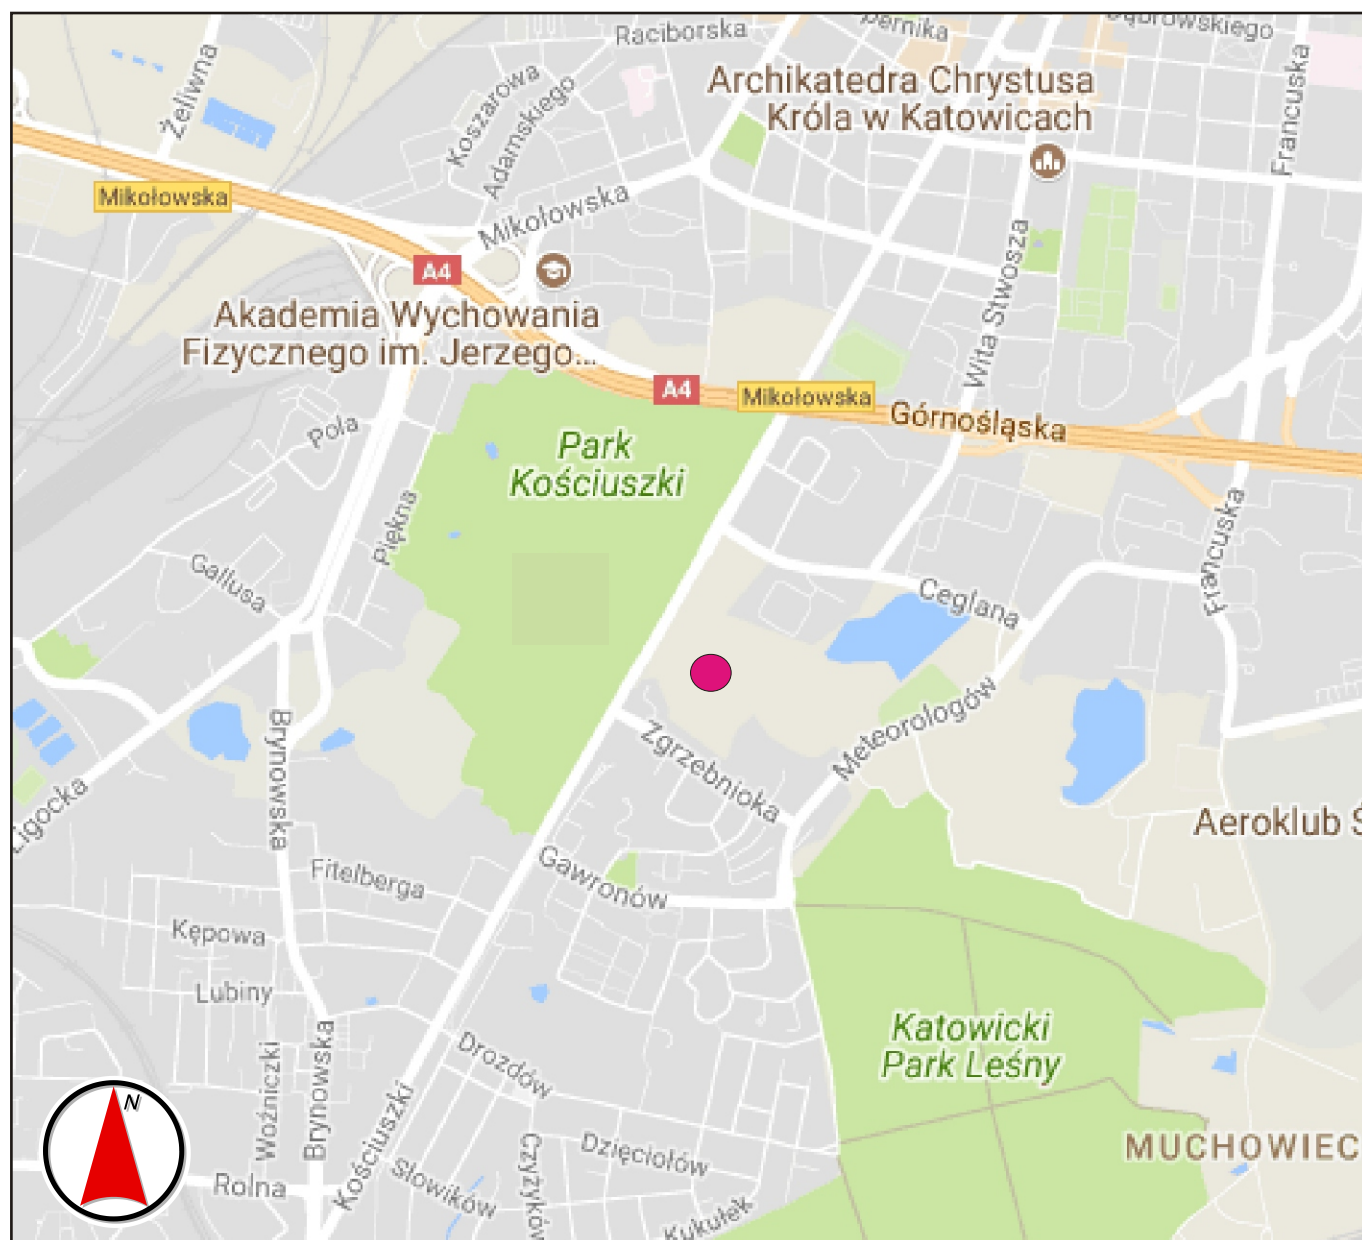 Raciborska
Dąbrowskiego
Żeliwna
Koszarowa
Adamskiego
Archikatedra Chrystusa
Króla w Katowicach
Francuska
Mikołowska
Mikołowska
A4
Wita Stwosza
Akademia Wychowania
Fizycznego im. Jerzego...
A4
Mikołowska
Górnośląska
Pola
Park
Kościuszki
Piękna
Francuska
Gallusa
Ceglana
Meteorologów
Zgrzebnioka
Brynowska
Ligocka
Aeroklub Ś
Gawronów
Fitelberga
Kępowa
Lubiny
Katowicki
Park Leśny
Drozdów
Woźniczki
Brynowska
Kościuszki
N
Czyżyków
Dzięciołów
MUCHOWIEC
Słowików
Rolna
Kukułek